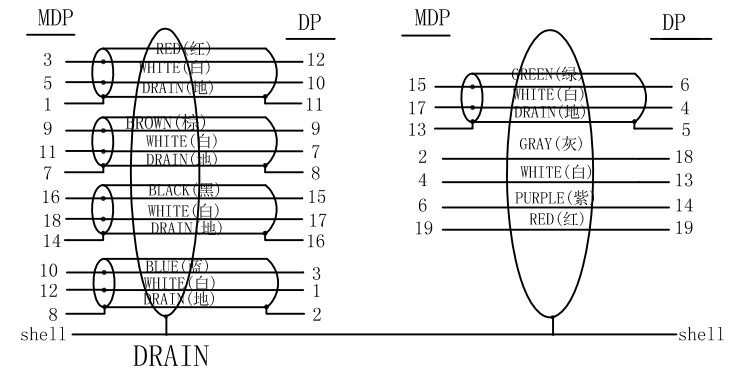 MDP DP
3 RED(红) 12
5 WHITE(白) 10
1 DRAIN(地) 11
9 BROWN(棕) 9
11 WHITE(白) 7
7 DRAIN(地) 8
16 BLACK(黑) 15
18 WHITE(白) 17
14 DRAIN(地) 16
10 BLUE(蓝) 3
12 WHITE(白) 1
8 DRAIN(地) 2
MDP DP
15 GREEN(绿) 6
17 WHITE(白) 4
13 DRAIN(地) 5
2 GRAY(灰) 18
4 WHITE(白) 13
6 PURPLE(紫) 14
19 RED(红) 19
shell shell
DRAIN